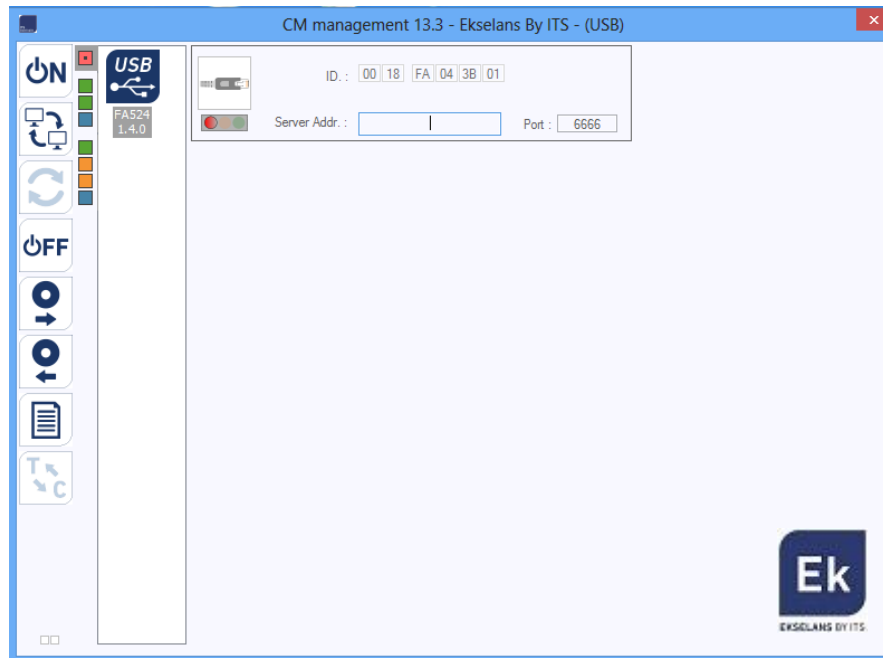 CM management 13.3 - Ekselans By ITS - (USB)
ON
USB
FA524
1.4.0
ID. : 00 18 FA 04 3B 01
Server Addr. : Port : 6666
OFF
T
C
Ek
EKSELANS BY ITS